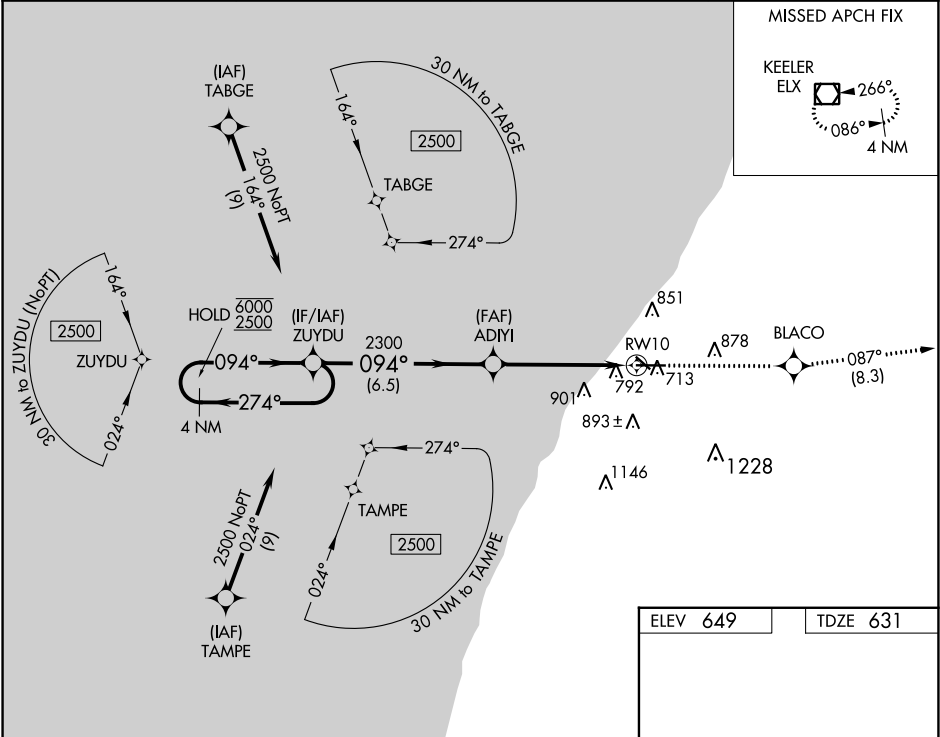 MISSED APCH FIX
KEELER
ELX
266°
086°
4 NM
(IAF)
TABGE
2500 NoPT
164°
(9)
30 NM to TABGE
164°
2500
TABGE
274°
30 NM to ZUYDU (NoPT)
164°
2500
ZUYDU
024°
HOLD 6000
2500
(IF/IAF)
ZUYDU
094°
274°
4 NM
2300
094°
(6.5)
(FAF)
ADIYI
851
RW10
878
BLACO
087°
(8.3)
713
792
901
893±
1146
1228
274°
TAMPE
2500
024°
30 NM to TAMPE
2500 NoPT
024°
(9)
(IAF)
TAMPE
ELEV 649
TDZE 631